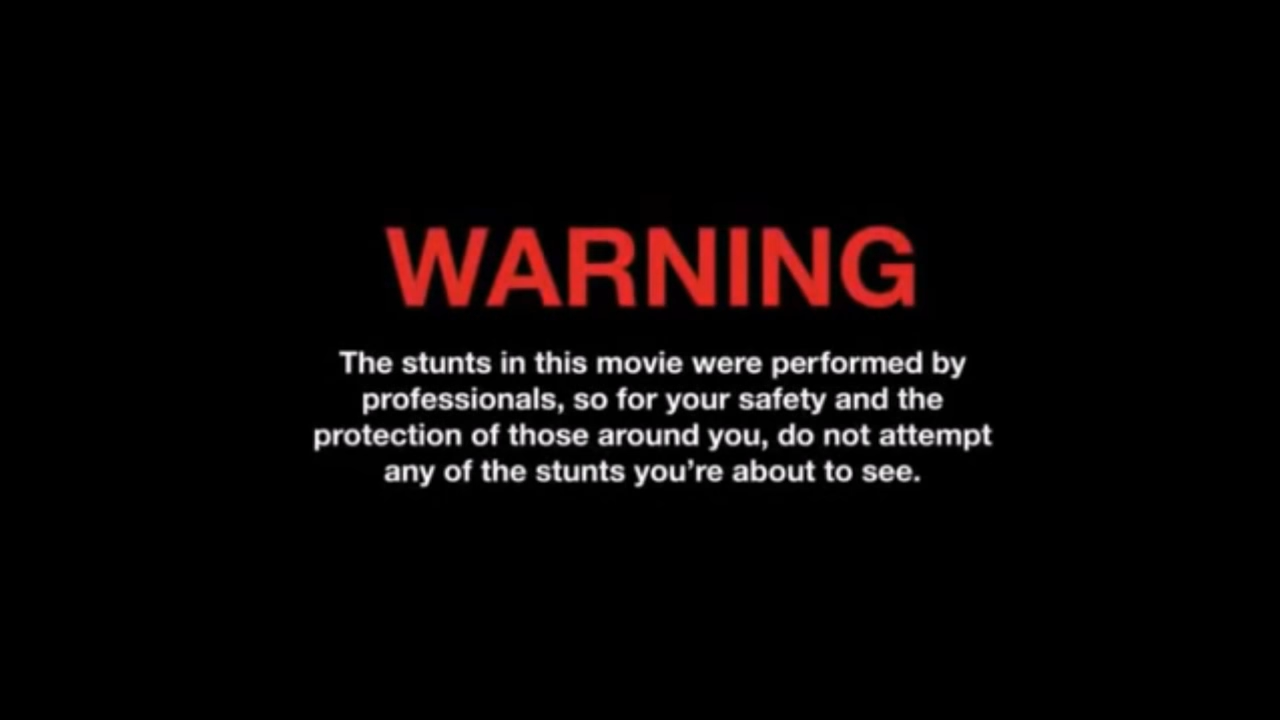 WARNING
The stunts in this movie were performed by
professionals, so for your safety and the
protection of those around you, do not attempt
any of the stunts you’re about to see.